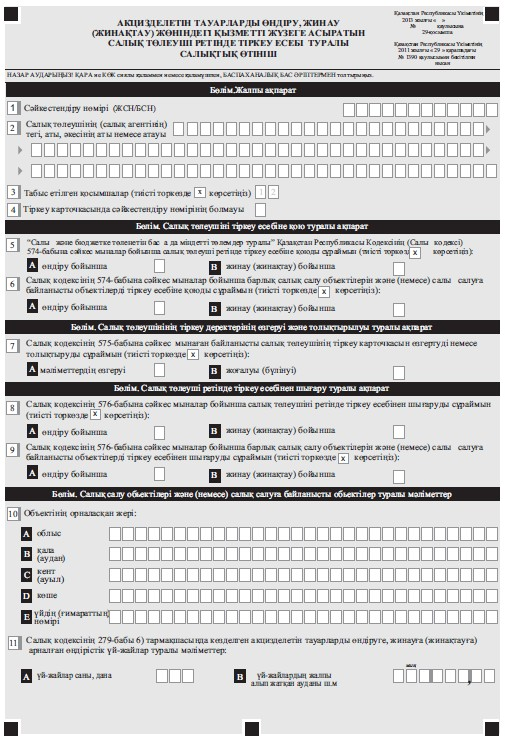 Қазақстан Республикасы Үкіметінің
2013 жылғы « »
№ қаулысына
29-қосымша
Қазақстан Республикасы Үкіметінің
2011 жылғы « 29 » қарашадағы
№ 1390 қаулысымен бекітілген
нысан
АКЦИЗДЕЛЕТІН ТАУАРЛАРДЫ ӨНДІРУ, ЖИНАУ
(ЖИНАҚТАУ) ЖӨНІНДЕГІ ҚЫЗМЕТТІ ЖҮЗЕГЕ АСЫРАТЫН
САЛЫҚ ТӨЛЕУШІ РЕТІНДЕ ТІРКЕУ ЕСЕБІ ТУРАЛЫ
САЛЫҚТЫҚ ӨТІНІШ
НАЗАР АУДАРЫҢЫЗ! ҚАРА не КӨК сиялы қаламмен немесе қаламұшпен, БАСПАХАНАЛЫҚ БАС ӘРІПТЕРМЕН толтырыңыз.
Бөлім.Жалпы ақпарат
1 Сәйкестендіру нөмірі (ЖСН/БСН)
2 Салық төлеушінің (салық агентінің)
тегі, аты, әкесінің аты немесе атауы
3 Табыс етілген қосымшалар (тиісті торкөзде x көрсетіңіз) 1 2
4 Тіркеу карточкасында сәйкестендіру нөмірінің болмауы
Бөлім. Салық төлеушіні тіркеу есебіне қою туралы ақпарат
5 "Салы және бюджетке төленетін бас а да міндетті төлемдер туралы" Қазақстан Республикасы Кодексінің (Салы кодексі)
574-бабына сәйкес мыналар бойынша салық төлеуші ретінде тіркеу есебіне қоюды сұраймын (тиісті торкөзде x көрсетіңіз):
A өндіру бойынша B жинау (жинақтау) бойынша
6 Салық кодексінің 574-бабына сәйкес мыналар бойынша барлық салық салу объектілерін және (немесе) салы салуға
байланысты объектілерді тіркеу есебіне қоюды сұраймын (тиісті торкөзде x көрсетіңіз):
A өндіру бойынша B жинау (жинақтау) бойынша
Бөлім. Салық төлеушінінің тіркеу деректерінің өзгеруі және толықтырылуы туралы ақпарат
7 Салық кодексінің 575-бабына сәйкес мынаған байланысты салық төлеушінің тіркеу карточкасын өзгертуді немесе
толықтыруды сұраймын (тиісті торкөзде x көрсетіңіз):
A мәліметтердің өзгеруі B жоғалуы (бүлінуі)
Бөлім. Салық төлеуші ретінде тіркеу есебінен шығару туралы ақпарат
8 Салық кодексінің 576-бабына сәйкес мыналар бойынша салық төлеушіні ретінде тіркеу есебінен шығаруды сұраймын
(тиісті торкөзде x көрсетіңіз):
A өндіру бойынша B жинау (жинақтау) бойынша
9 Салық кодексінің 576-бабына сәйкес мыналар бойынша барлық салық салу объектілерін және (немесе) салы салуға
байланысты объектілерді тіркеу есебінен шығаруды сұраймын (тиісті торкөзде x көрсетіңіз):
A өндіру бойынша B жинау (жинақтау) бойынша
Бөлім. Салық салу объектілері және (немесе) салық салуға байланысты объектілер туралы мәліметтер
10 Объектінің орналасқан жері:
A облыс
B қала
(аудан)
C кент
(ауыл)
D көше
E үйдің (ғимараттың)
нөмірі
11 Салық кодексінің 279-бабы 6) тармақшасында көзделген акцизделетін тауарларды өндіруге, жинауға (жинақтауға)
арналған өндірістік үй-жайлар туралы мәліметтер:
A үй-жайлар саны, дана B үй-жайлардың жалпы
алып жатқан ауданы ш.м